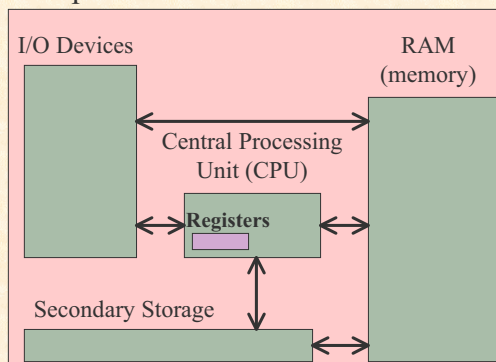 I/O Devices
RAM
(memory)
Central Processing
Unit (CPU)
Registers
Secondary Storage